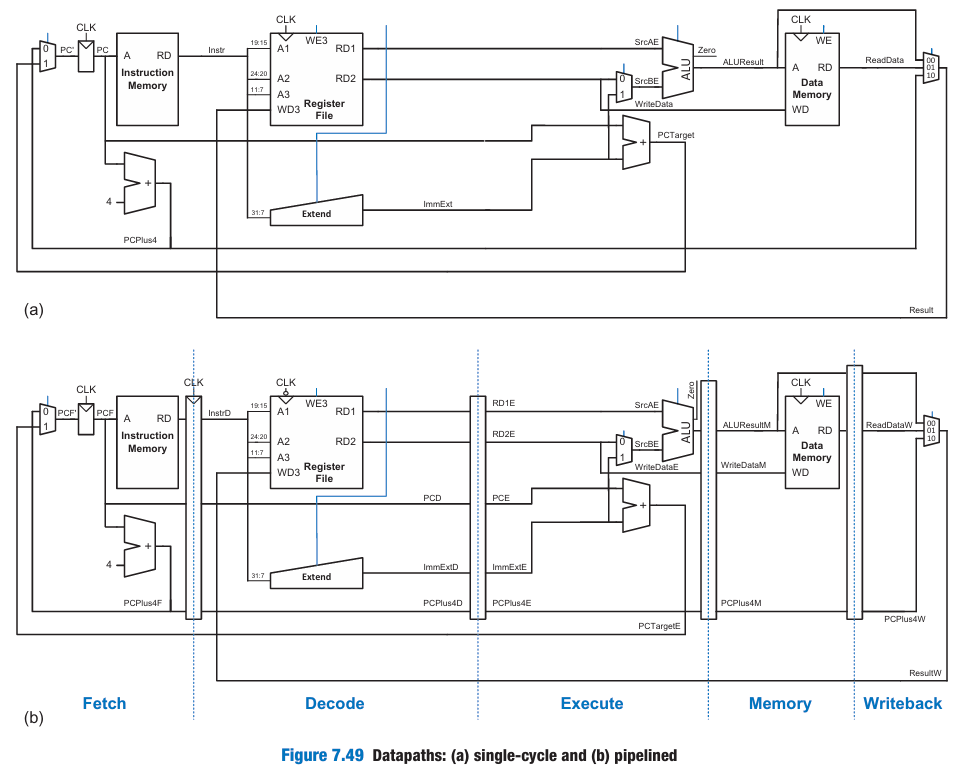 CLK CLK CLK
0 PC' PC A RD Instr 19:15 A1 WE3 RD1 SrcAE Zero WE
1 Instruction Memory 24:20 A2 RD2 0 SrcBE ALU ALUResult A RD ReadData 00
11:7 A3 1 Data Memory 01
WD3 Register File WriteData WD 10
+ PCTarget
+
4 31:7 Extend ImmExt
PCPlus4
(a) Result
CLK CLK CLK CLK
0 PCF' PCF A RD InstrD 19:15 A1 WE3 RD1 RD1E SrcAE Zero WE
1 Instruction Memory 24:20 A2 RD2 RD2E 0 SrcBE ALU ALUResultM A RD ReadDataW 00
11:7 A3 1 Data Memory 01
WD3 Register File WriteDataE WriteDataM WD 10
PCD PCE +
+
4 31:7 Extend ImmExtD ImmExtE
PCPlus4F PCPlus4D PCPlus4E PCPlus4M PCPlus4W
PCTargetE
ResultW
Fetch Decode Execute Memory Writeback
(b)
Figure 7.49 Datapaths: (a) single-cycle and (b) pipelined